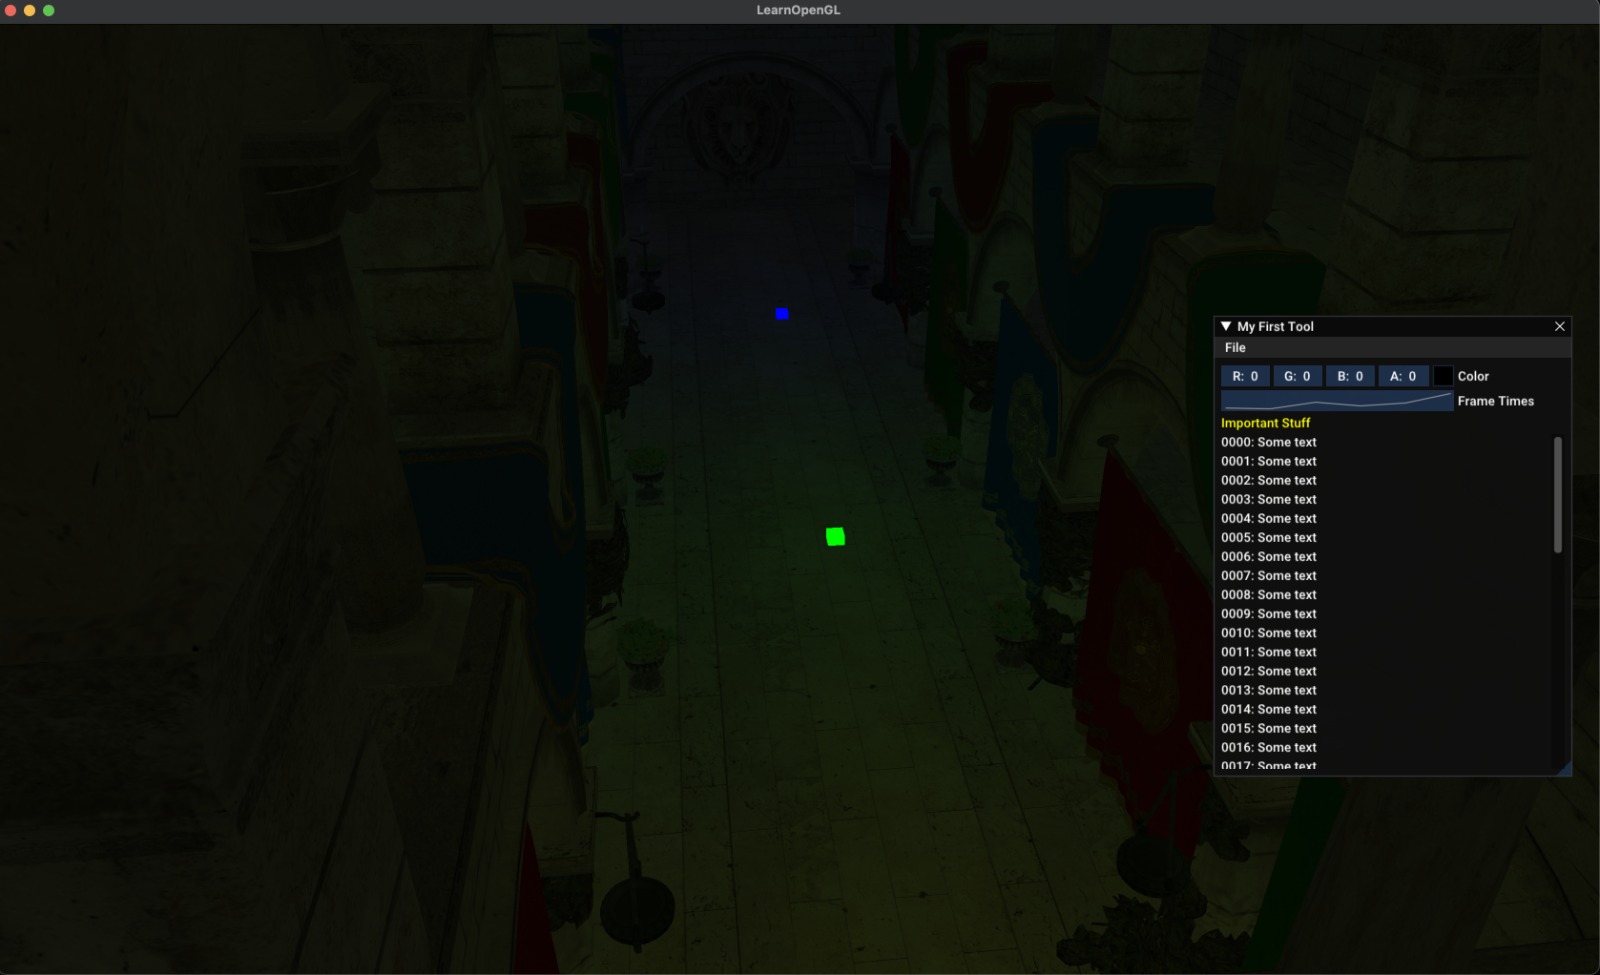 LearnOpenGL
My First Tool
File
R: 0 G: 0 B: 0 A: 0 Color
Frame Times
Important Stuff
0000: Some text
0001: Some text
0002: Some text
0003: Some text
0004: Some text
0005: Some text
0006: Some text
0007: Some text
0008: Some text
0009: Some text
0010: Some text
0011: Some text
0012: Some text
0013: Some text
0014: Some text
0015: Some text
0016: Some text
0017: Some text